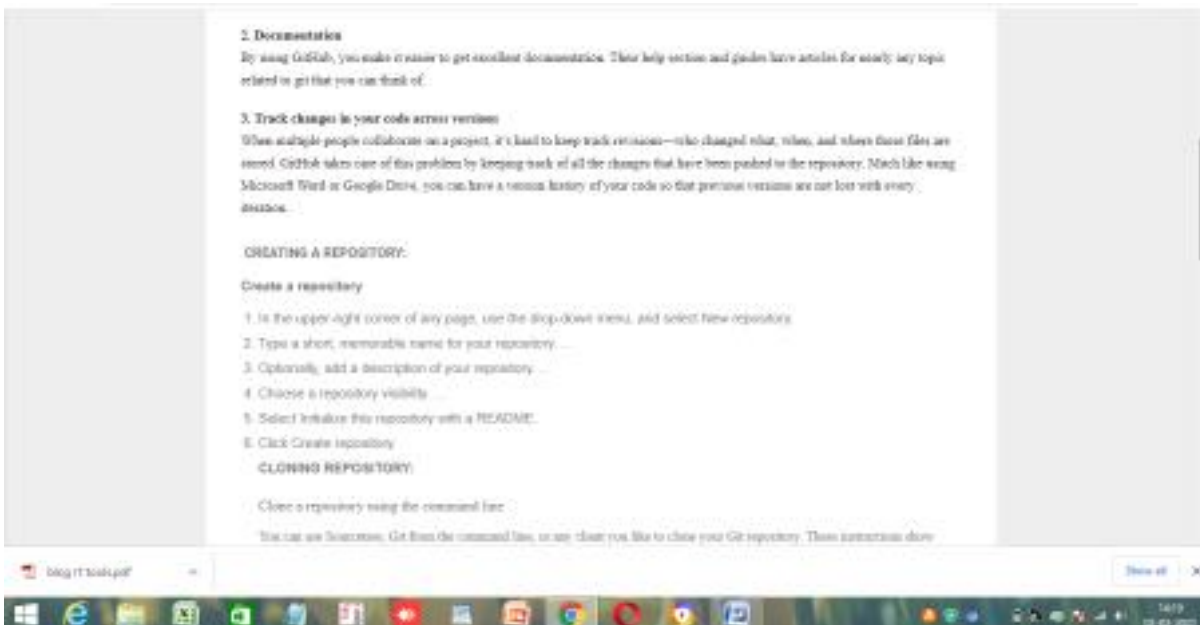 2. Documentation
By using GitHub, you make it easier to get excellent documentation. Their help section and guides have articles for nearly any topic
related to git that you can think of.
3. Track changes in your code across versions
When multiple people collaborate on a project, it's hard to keep track revisions—who changed what, when, and where those files are
stored. GitHub takes care of this problem by keeping track of all the changes that have been pushed to the repository. Much like using
Microsoft Word or Google Drive, you can have a version history of your code so that previous versions are not lost with every
iteration.
CREATING A REPOSITORY:
Create a repository
1. In the upper-right corner of any page, use the drop-down menu, and select New repository.
2. Type a short, memorable name for your repository. ...
3. Optionally, add a description of your repository. ...
4. Choose a repository visibility. ...
5. Select Initialize this repository with a README.
6. Click Create repository.
CLONING REPOSITORY:
Clone a repository using the command line
You can use Sourcetree, Git from the command line, or any client you like to clone your Git repository. These instructions show
blog IT tools.pdf
Show all
14:19